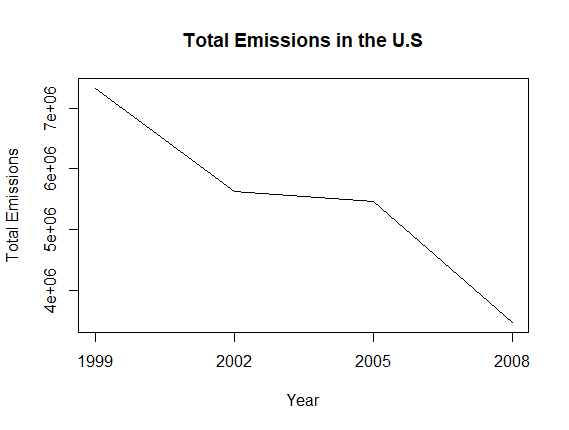 Total Emissions in the U.S
Total Emissions
7e+06
6e+06
5e+06
4e+06
1999 2002 2005 2008
Year